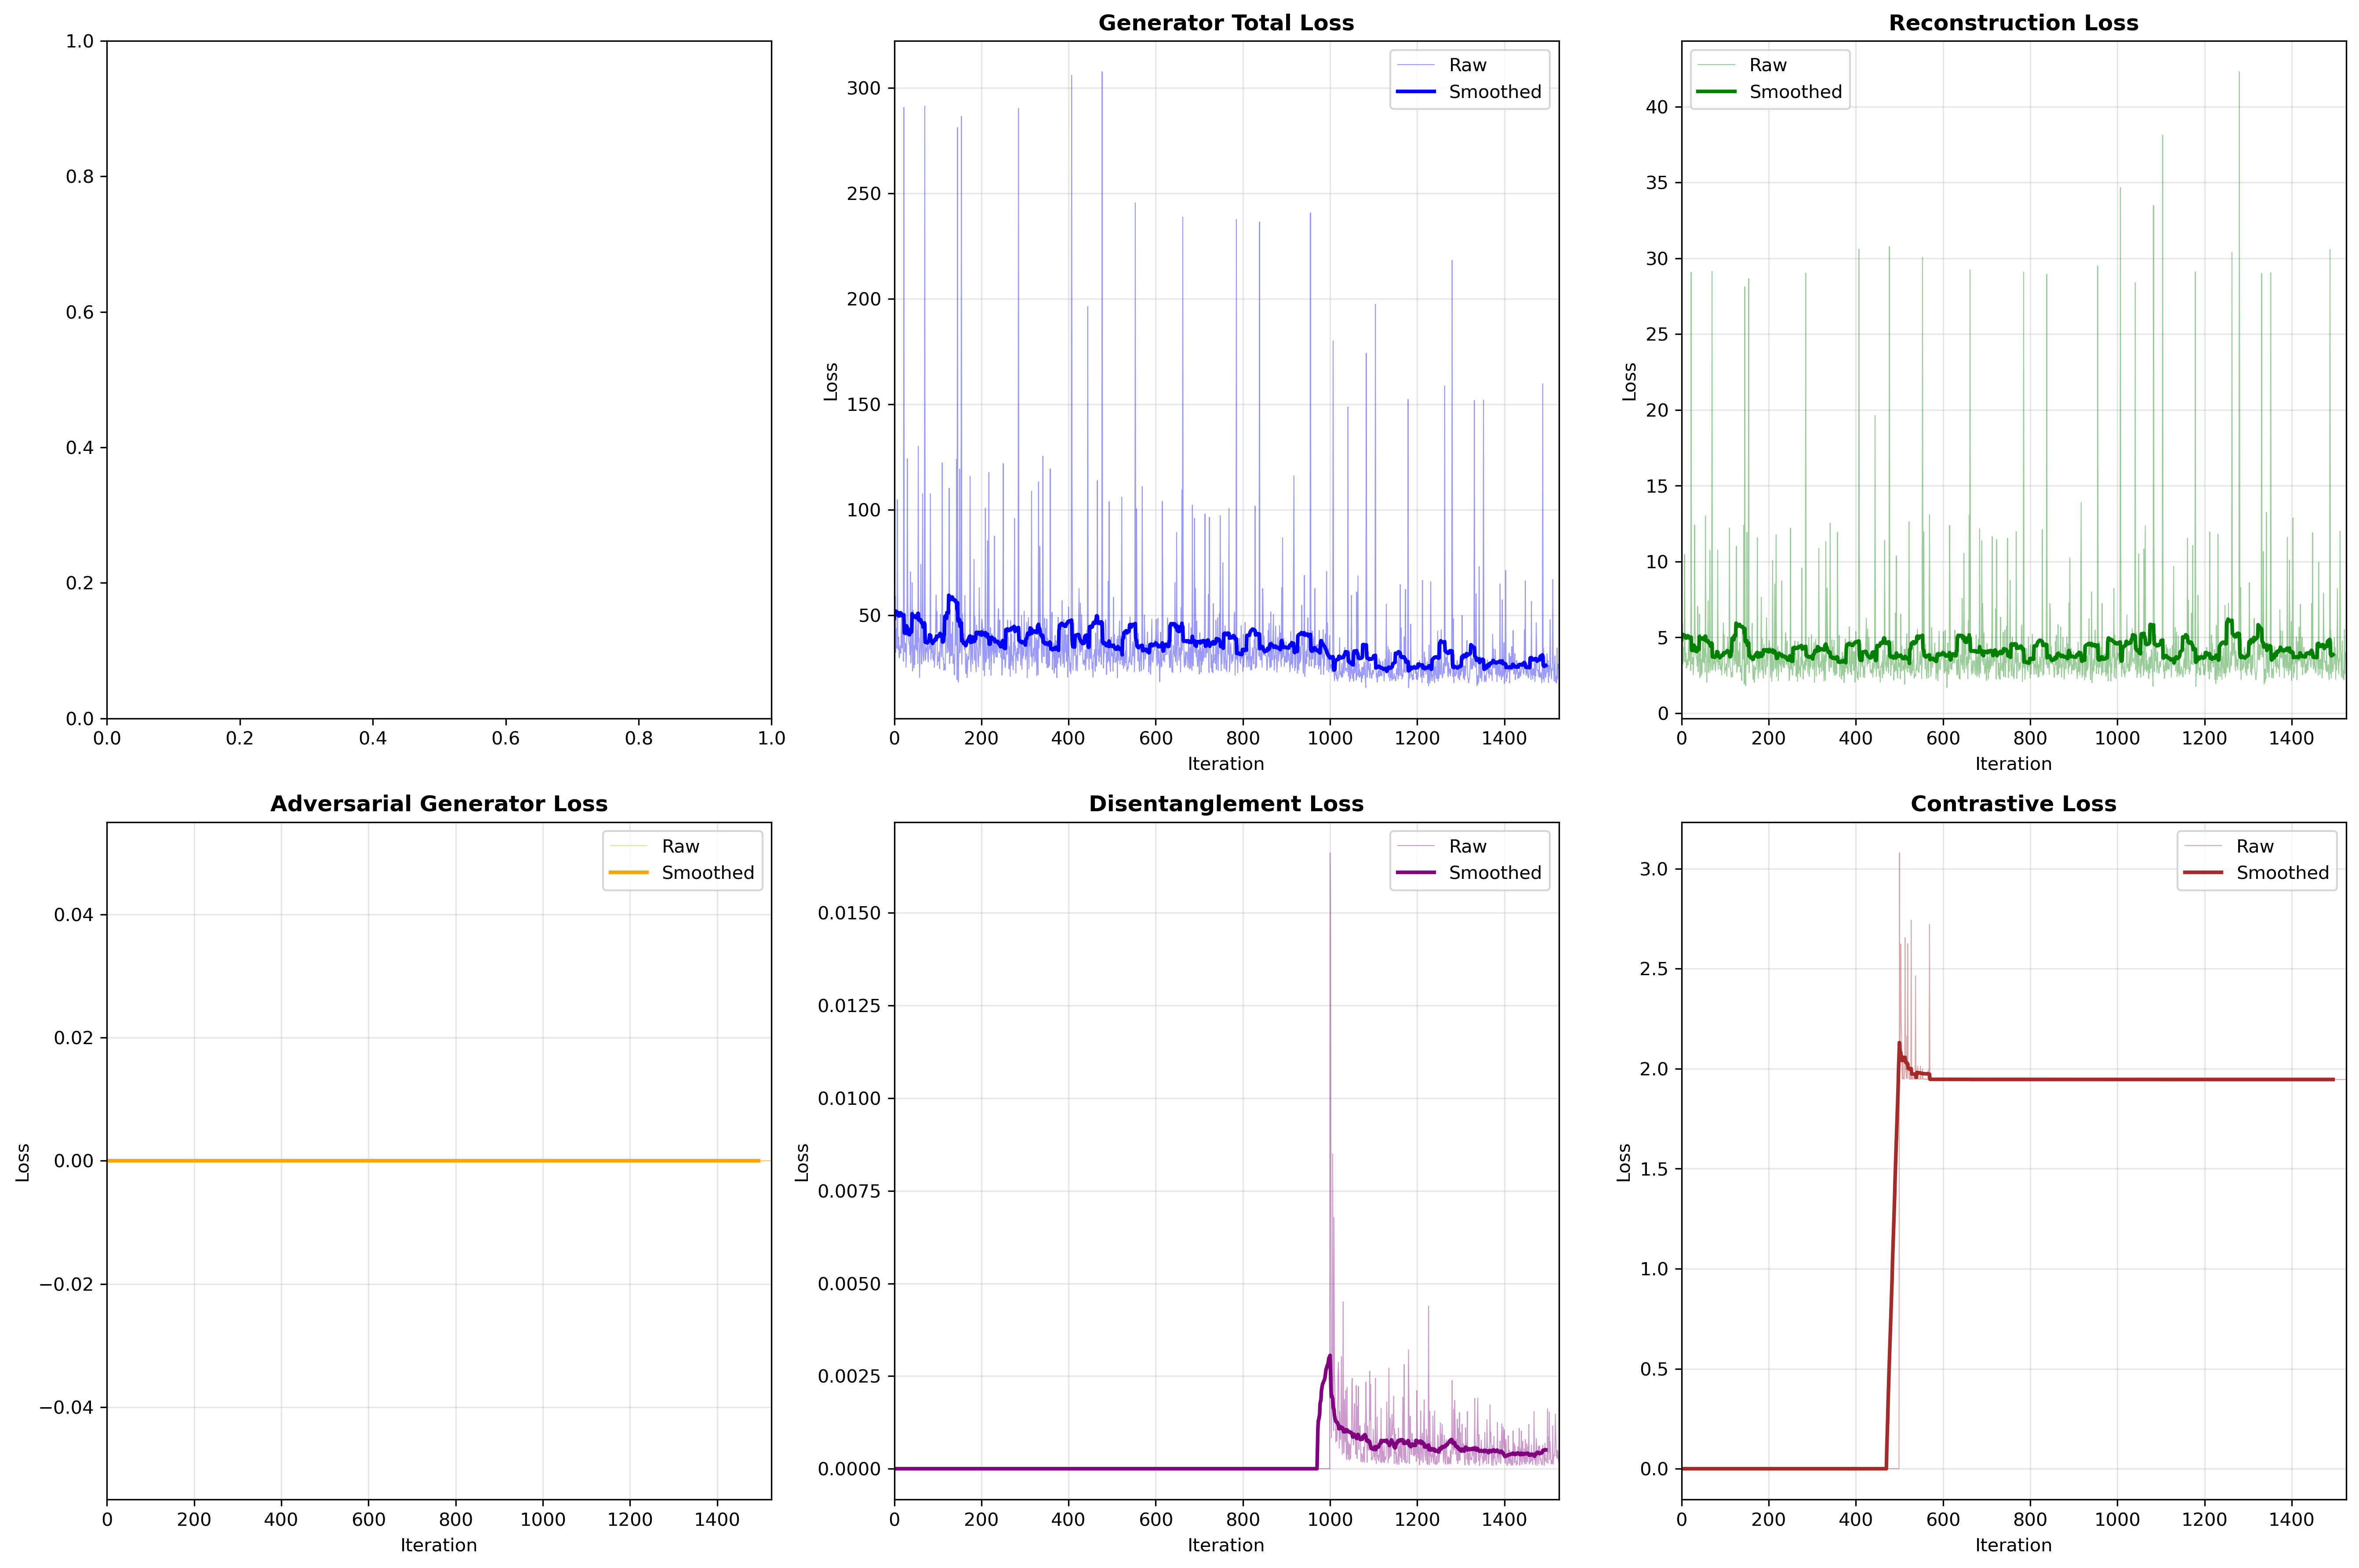 Generator Total Loss
Reconstruction Loss
1.0
0.8
0.6
0.4
0.2
0.0
0.0 0.2 0.4 0.6 0.8 1.0
Raw
Smoothed
Loss
300
250
200
150
100
50
0 200 400 600 800 1000 1200 1400
Iteration
Raw
Smoothed
Loss
40
35
30
25
20
15
10
5
0
0 200 400 600 800 1000 1200 1400
Iteration
Adversarial Generator Loss
Raw
Smoothed
Loss
0.04
0.02
0.00
−0.02
−0.04
0 200 400 600 800 1000 1200 1400
Iteration
Disentanglement Loss
Raw
Smoothed
Loss
0.0150
0.0125
0.0100
0.0075
0.0050
0.0025
0.0000
0 200 400 600 800 1000 1200 1400
Iteration
Contrastive Loss
Raw
Smoothed
Loss
3.0
2.5
2.0
1.5
1.0
0.5
0.0
0 200 400 600 800 1000 1200 1400
Iteration